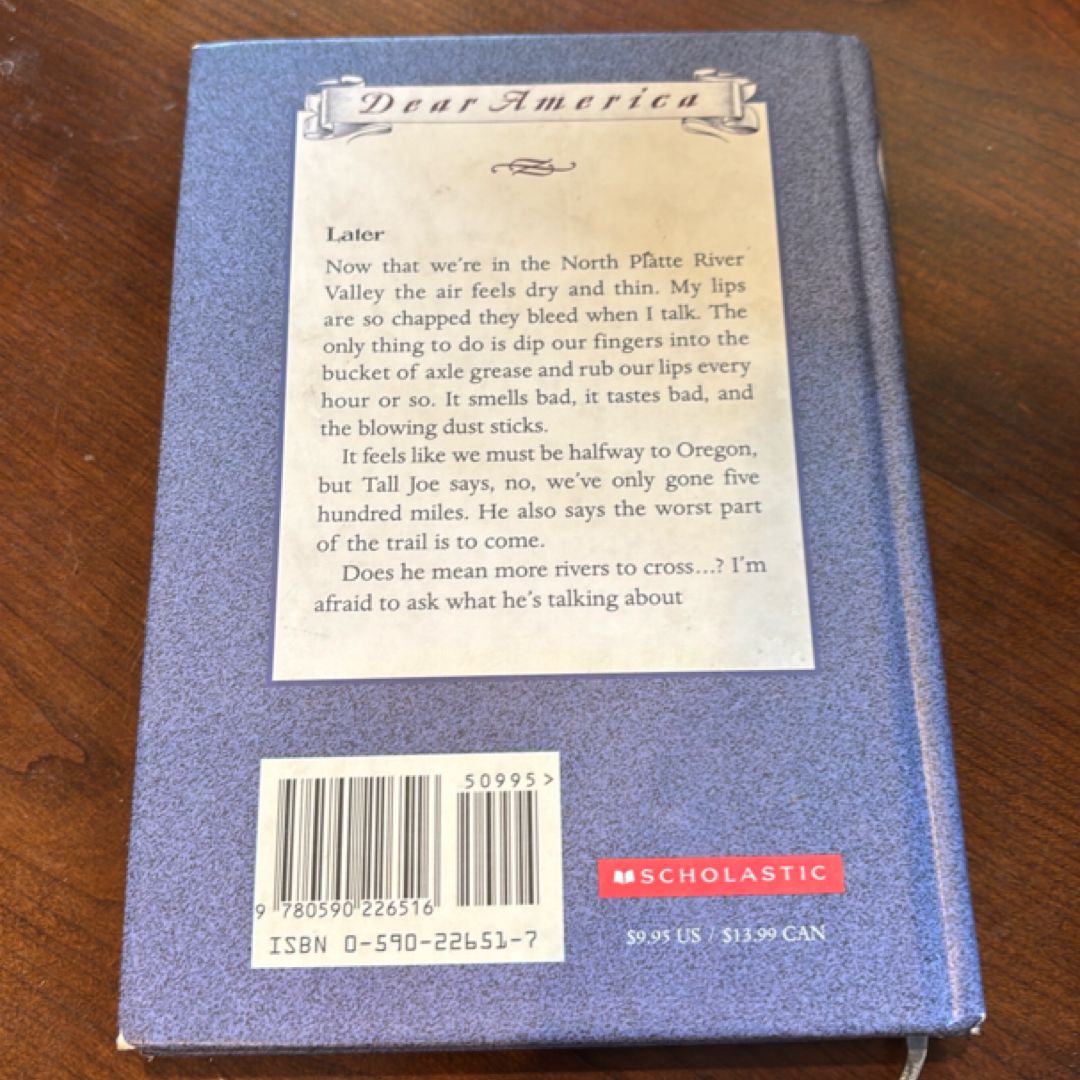 Dear America
Later
Now that we're in the North Platte River
Valley the air feels dry and thin. My lips
are so chapped they bleed when I talk. The
only thing to do is dip our fingers into the
bucket of axle grease and rub our lips every
hour or so. It smells bad, it tastes bad, and
the blowing dust sticks.
It feels like we must be halfway to Oregon,
but Tall Joe says, no, we've only gone five
hundred miles. He also says the worst part
of the trail is to come.
Does he mean more rivers to cross...? I'm
afraid to ask what he's talking about
50995>
9 780590 226516
ISBN 0-590-22651-7
SCHOLASTIC
$9.95 US / $13.99 CAN